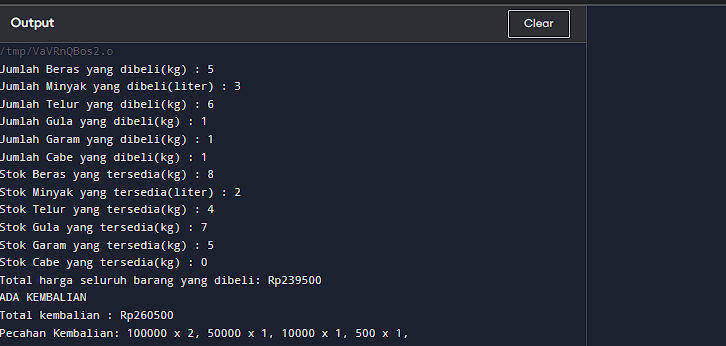 Output
Clear
/tmp/VaVRnQBos2.o
Jumlah Beras yang dibeli(kg) : 5
Jumlah Minyak yang dibeli(liter) : 3
Jumlah Telur yang dibeli(kg) : 6
Jumlah Gula yang dibeli(kg) : 1
Jumlah Garam yang dibeli(kg) : 1
Jumlah Cabe yang dibeli(kg) : 1
Stok Beras yang tersedia(kg) : 8
Stok Minyak yang tersedia(liter) : 2
Stok Telur yang tersedia(kg) : 4
Stok Gula yang tersedia(kg) : 7
Stok Garam yang tersedia(kg) : 5
Stok Cabe yang tersedia(kg) : 0
Total harga seluruh barang yang dibeli: Rp239500
ADA KEMBALIAN
Total kembalian : Rp260500
Pecahan Kembalian: 100000 x 2, 50000 x 1, 10000 x 1, 500 x 1,